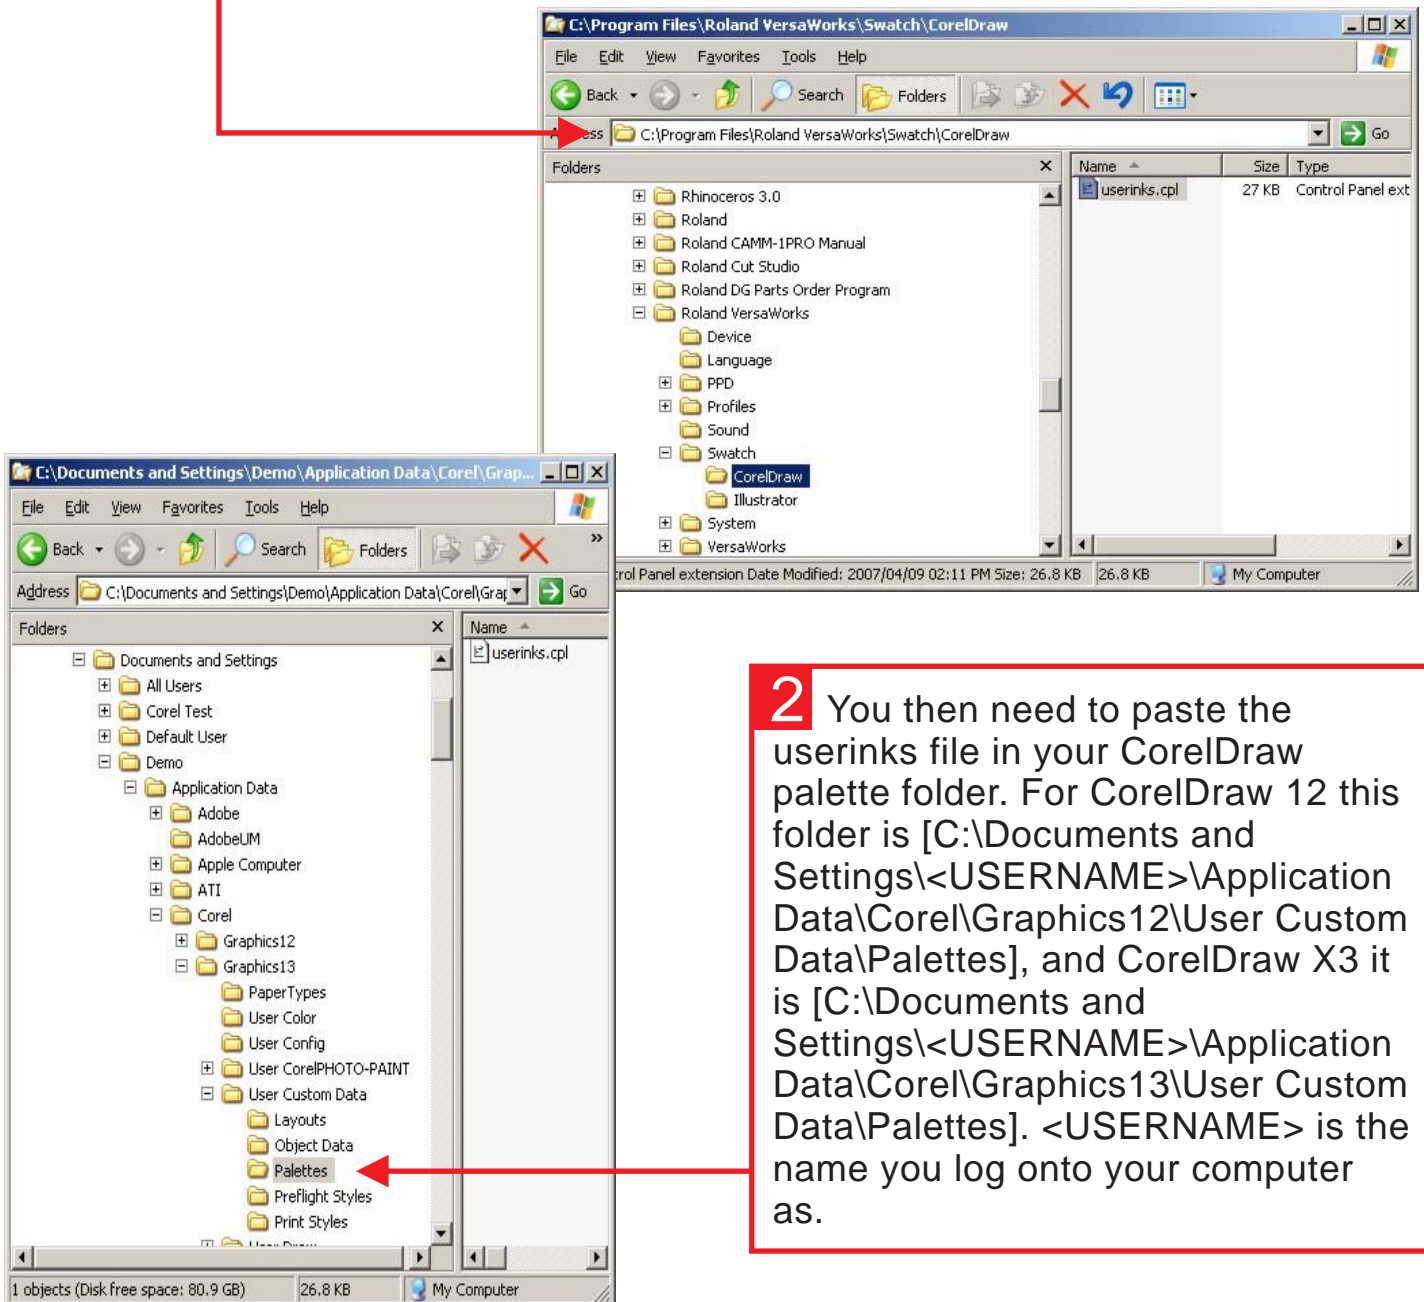 C:\Program Files\Roland VersaWorks\Swatch\CorelDraw
File Edit View Favorites Tools Help
Back Search Folders
C:\Program Files\Roland VersaWorks\Swatch\CorelDraw Go
Folders
Name Size Type
userinks.cpl 27 KB Control Panel ext
Rhinoceros 3.0
Roland
Roland CAMM-1PRO Manual
Roland Cut Studio
Roland DG Parts Order Program
Roland VersaWorks
Device
Language
PPD
Profiles
Sound
Swatch
CorelDraw
Illustrator
System
VersaWorks
trol Panel extension Date Modified: 2007/04/09 02:11 PM Size: 26.8 KB 26.8 KB My Computer
C:\Documents and Settings\Demo\Application Data\Corel\Grap...
File Edit View Favorites Tools Help
Back Search Folders »
Address C:\Documents and Settings\Demo\Application Data\Corel\Grap Go
Folders
Name
userinks.cpl
Documents and Settings
All Users
Corel Test
Default User
Demo
Application Data
Adobe
AdobeUM
Apple Computer
ATI
Corel
Graphics12
Graphics13
PaperTypes
User Color
User Config
User CorelPHOTO-PAINT
User Custom Data
Layouts
Object Data
Palettes
Preflight Styles
Print Styles
1 objects (Disk free space: 80.9 GB) 26.8 KB My Computer
2 You then need to paste the
userinks file in your CorelDraw
palette folder. For CorelDraw 12 this
folder is [C:\Documents and
Settings\<USERNAME>\Application
Data\Corel\Graphics12\User Custom
Data\Palettes], and CorelDraw X3 it
is [C:\Documents and
Settings\<USERNAME>\Application
Data\Corel\Graphics13\User Custom
Data\Palettes]. <USERNAME> is the
name you log onto your computer
as.